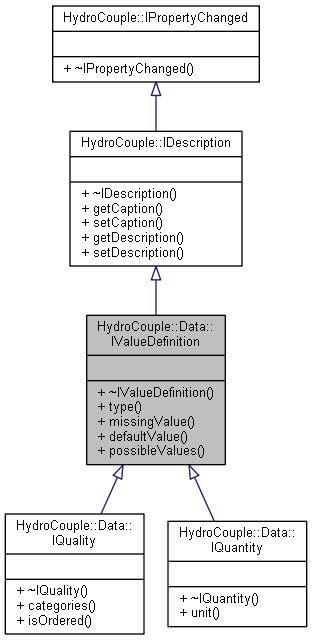 HydroCouple::IPropertyChanged
+ ~IPropertyChanged()
HydroCouple::IDescription
+ ~IDescription()
+ getCaption()
+ setCaption()
+ getDescription()
+ setDescription()
HydroCouple::Data::
IValueDefinition
+ ~IValueDefinition()
+ type()
+ missingValue()
+ defaultValue()
+ possibleValues()
HydroCouple::Data::
IQuality
+ ~IQuality()
+ categories()
+ isOrdered()
HydroCouple::Data::
IQuantity
+ ~IQuantity()
+ unit()